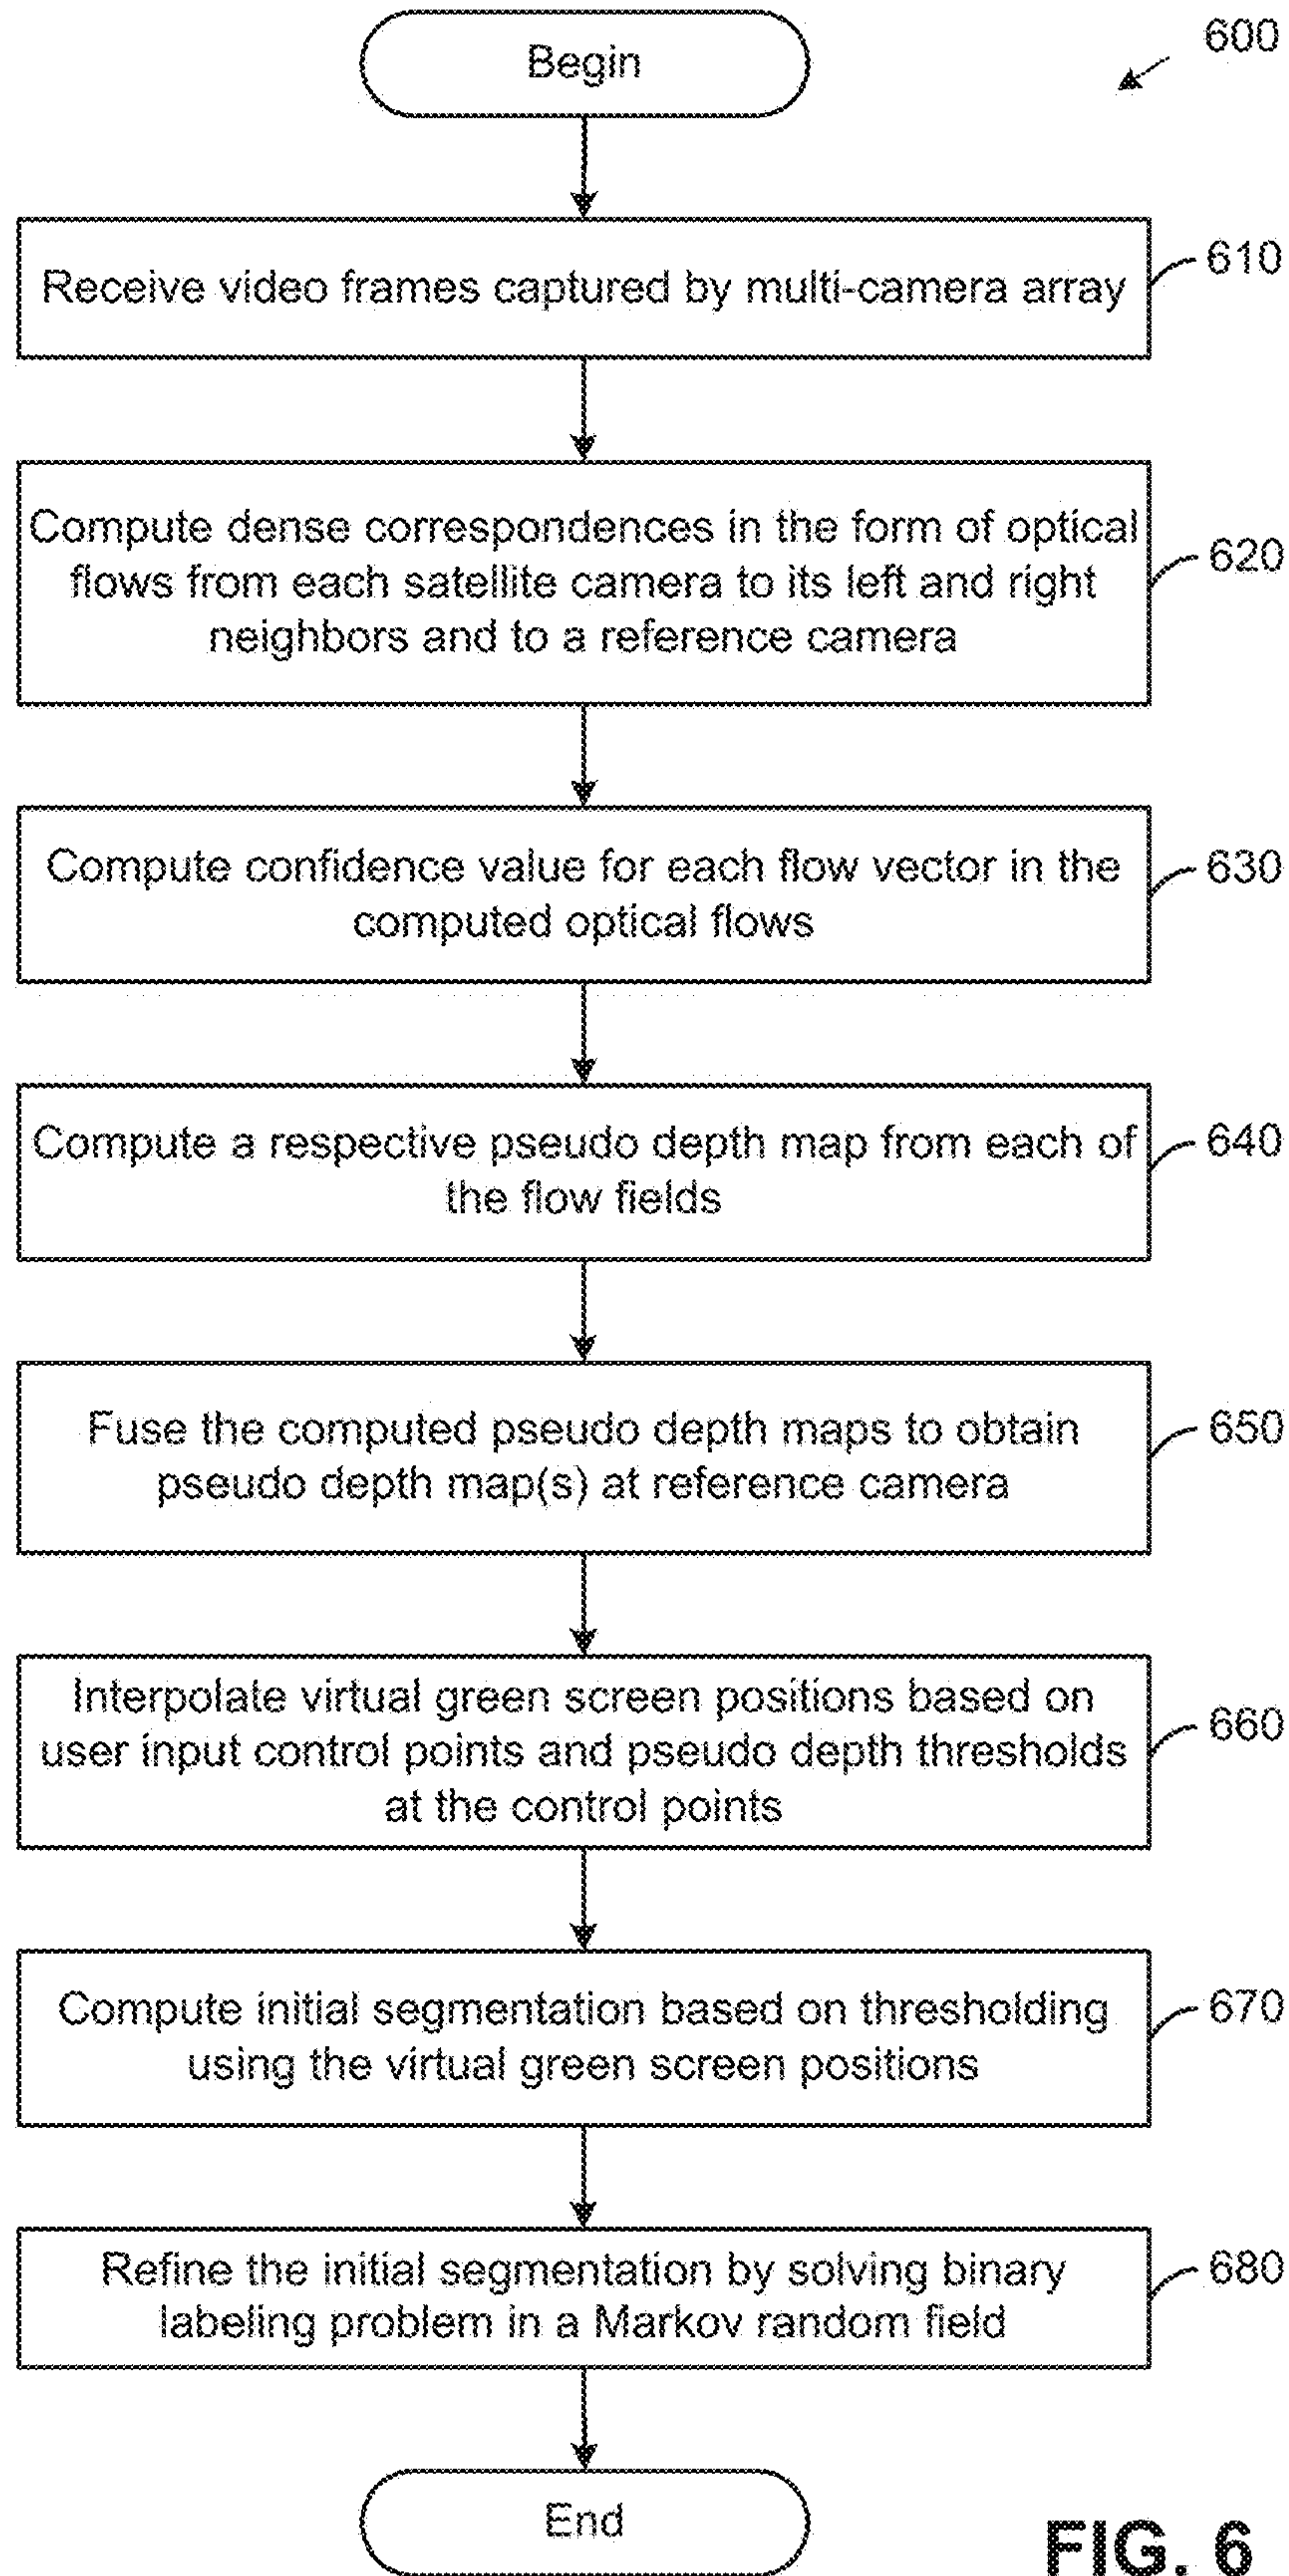 Begin
600
Receive video frames captured by multi-camera array
610
Compute dense correspondences in the form of optical
flows from each satellite camera to its left and right
neighbors and to a reference camera
620
Compute confidence value for each flow vector in the
computed optical flows
630
Compute a respective pseudo depth map from each of
the flow fields
640
Fuse the computed pseudo depth maps to obtain
pseudo depth map(s) at reference camera
650
Interpolate virtual green screen positions based on
user input control points and pseudo depth thresholds
at the control points
660
Compute initial segmentation based on thresholding
using the virtual green screen positions
670
Refine the initial segmentation by solving binary
labeling problem in a Markov random field
680
End
FIG. 6